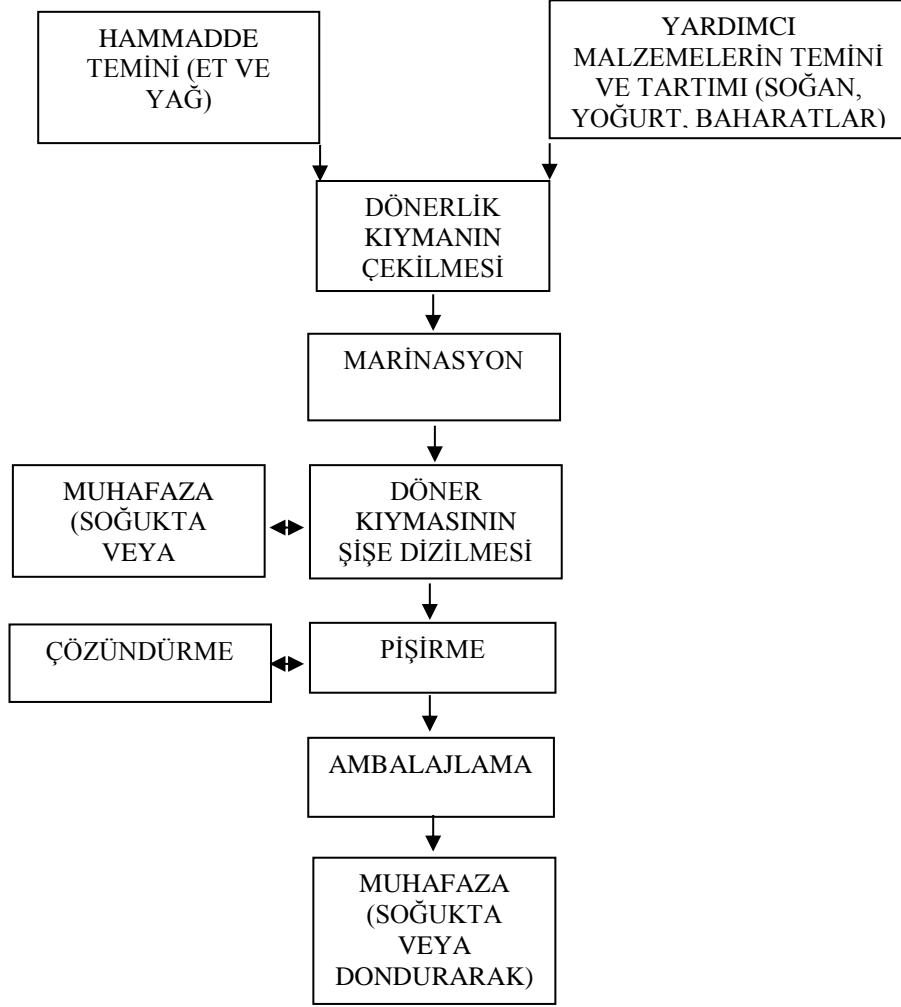 HAMMADDE
TEMİNİ (ET VE
YAĞ)
YARDIMCI
MALZEMELERİN TEMİNİ
VE TARTIMI (SOĞAN,
YOĞURT, BAHARATLAR)
DÖNERLİK
KIYMANIN
ÇEKİLMESİ
MARİNASYON
MUHAFAZA
(SOĞUKTA
VEYA
DÖNER
KIYMASININ
ŞİŞE DİZİLMESİ
ÇÖZÜNDÜRME
PİŞİRME
AMBALAJLAMA
MUHAFAZA
(SOĞUKTA
VEYA
DONDURARAK)